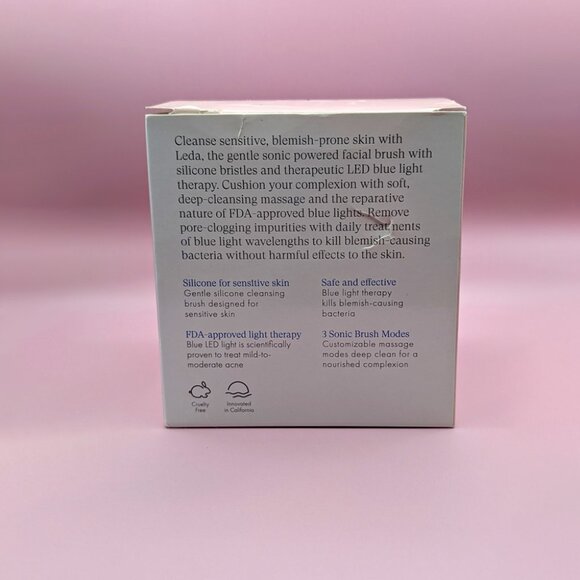 Cleanse sensitive, blemish-prone skin with
Leda, the gentle sonic powered facial brush with
silicone bristles and therapeutic LED blue light
therapy. Cushion your complexion with soft,
deep-cleansing massage and the reparative
nature of FDA-approved blue lights. Remove
pore-clogging impurities with daily treatments
of blue light wavelengths to kill blemish-causing
bacteria without harmful effects to the skin.
Silicone for sensitive skin
Gentle silicone cleansing
brush designed for
sensitive skin
Safe and effective
Blue light therapy
kills blemish-causing
bacteria
FDA-approved light therapy
Blue LED light is scientifically
proven to treat mild-to-
moderate acne
3 Sonic Brush Modes
Customizable massage
modes deep clean for a
nourished complexion
Cruelty
Free
Innovated
in California